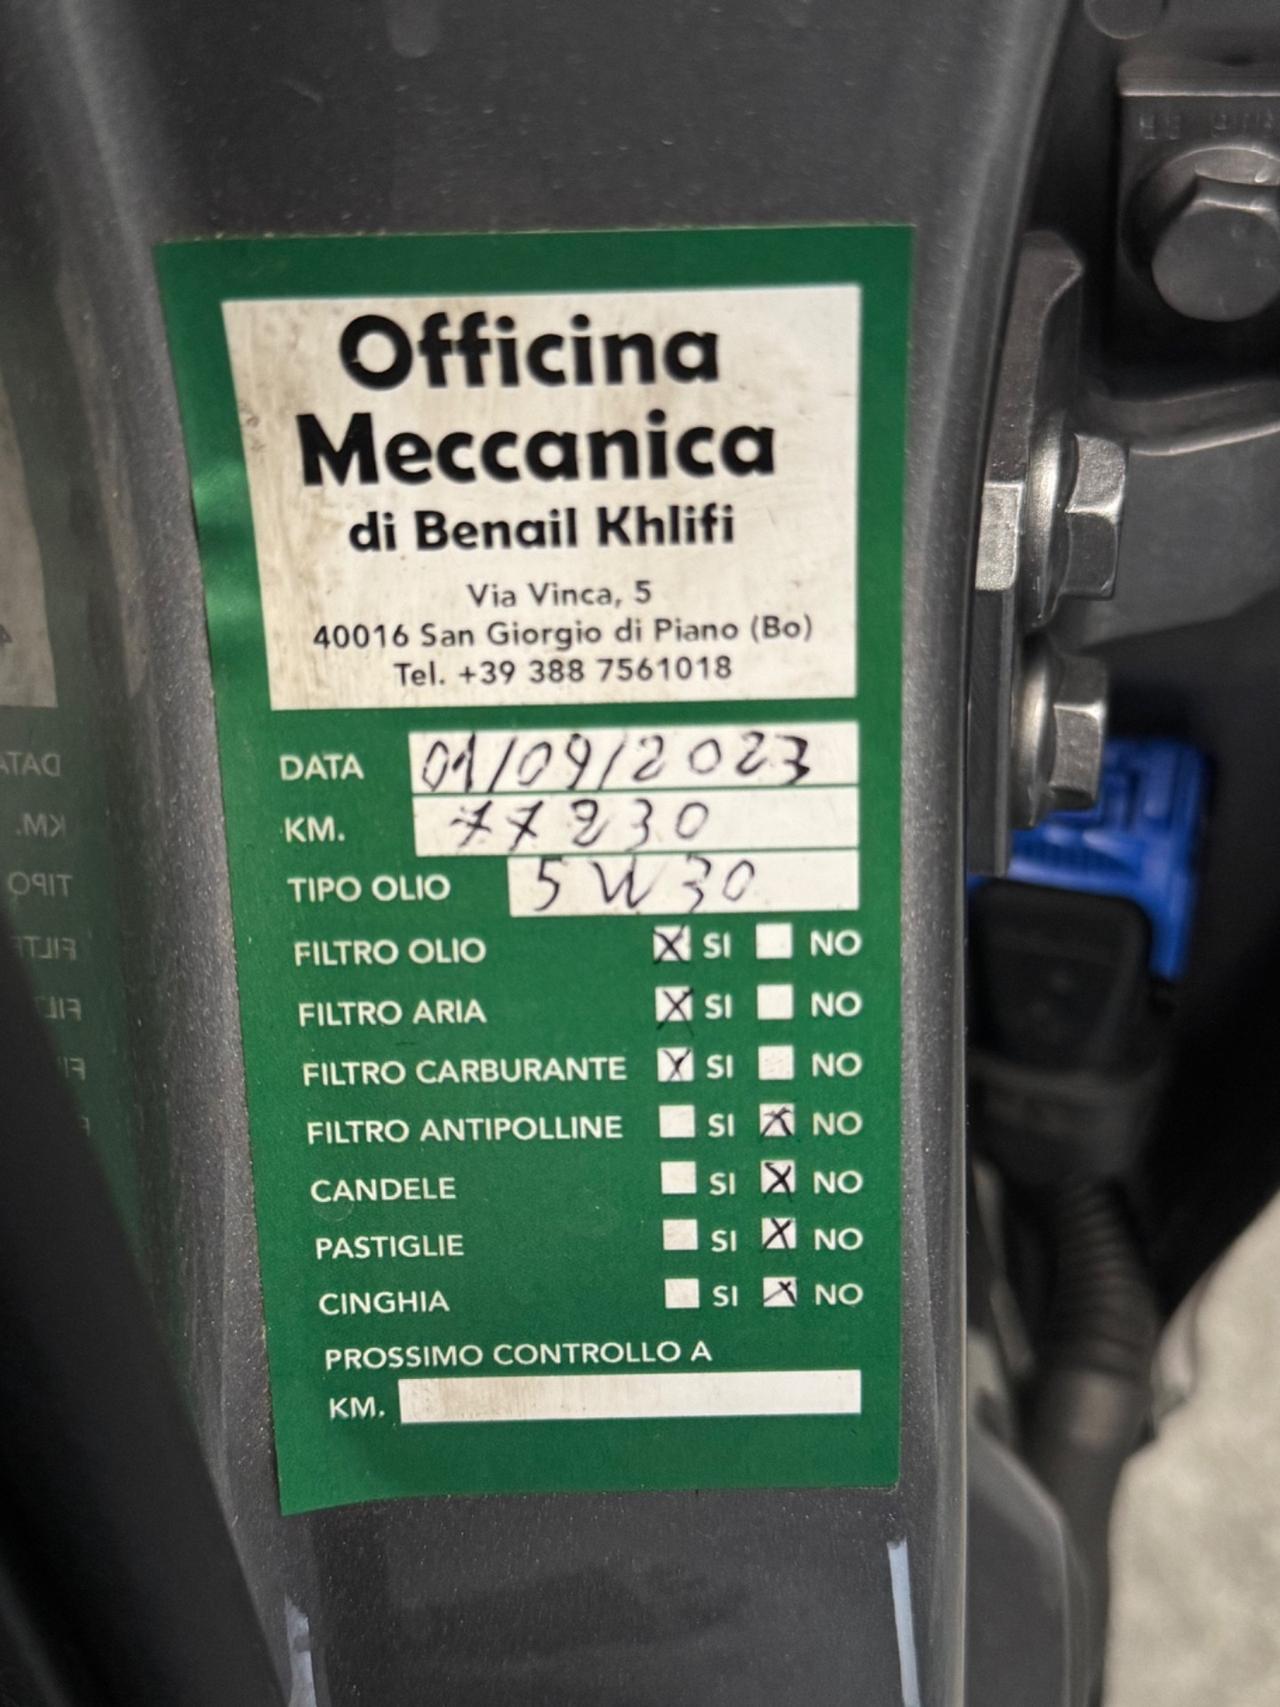 Officina
Meccanica
di Benail Khlifi
Via Vinca, 5
40016 San Giorgio di Piano (Bo)
Tel. +39 388 7561018
DATA 01/09/2023
KM. 77230
TIPO OLIO 5W30
FILTRO OLIO X SI NO
FILTRO ARIA X SI NO
FILTRO CARBURANTE X SI NO
FILTRO ANTIPOLLINE SI X NO
CANDELE SI X NO
PASTIGLIE SI X NO
CINGHIA SI X NO
PROSSIMO CONTROLLO A
KM.